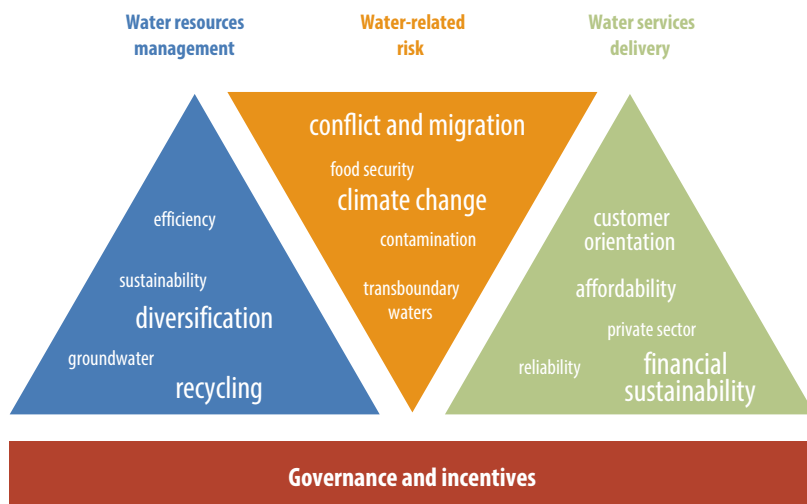 Water resources
management
Water-related
risk
Water services
delivery
efficiency
sustainability
diversification
groundwater
recycling
conflict and migration
food security
climate change
contamination
transboundary
waters
customer
orientation
affordability
private sector
reliability
financial
sustainability
Governance and incentives